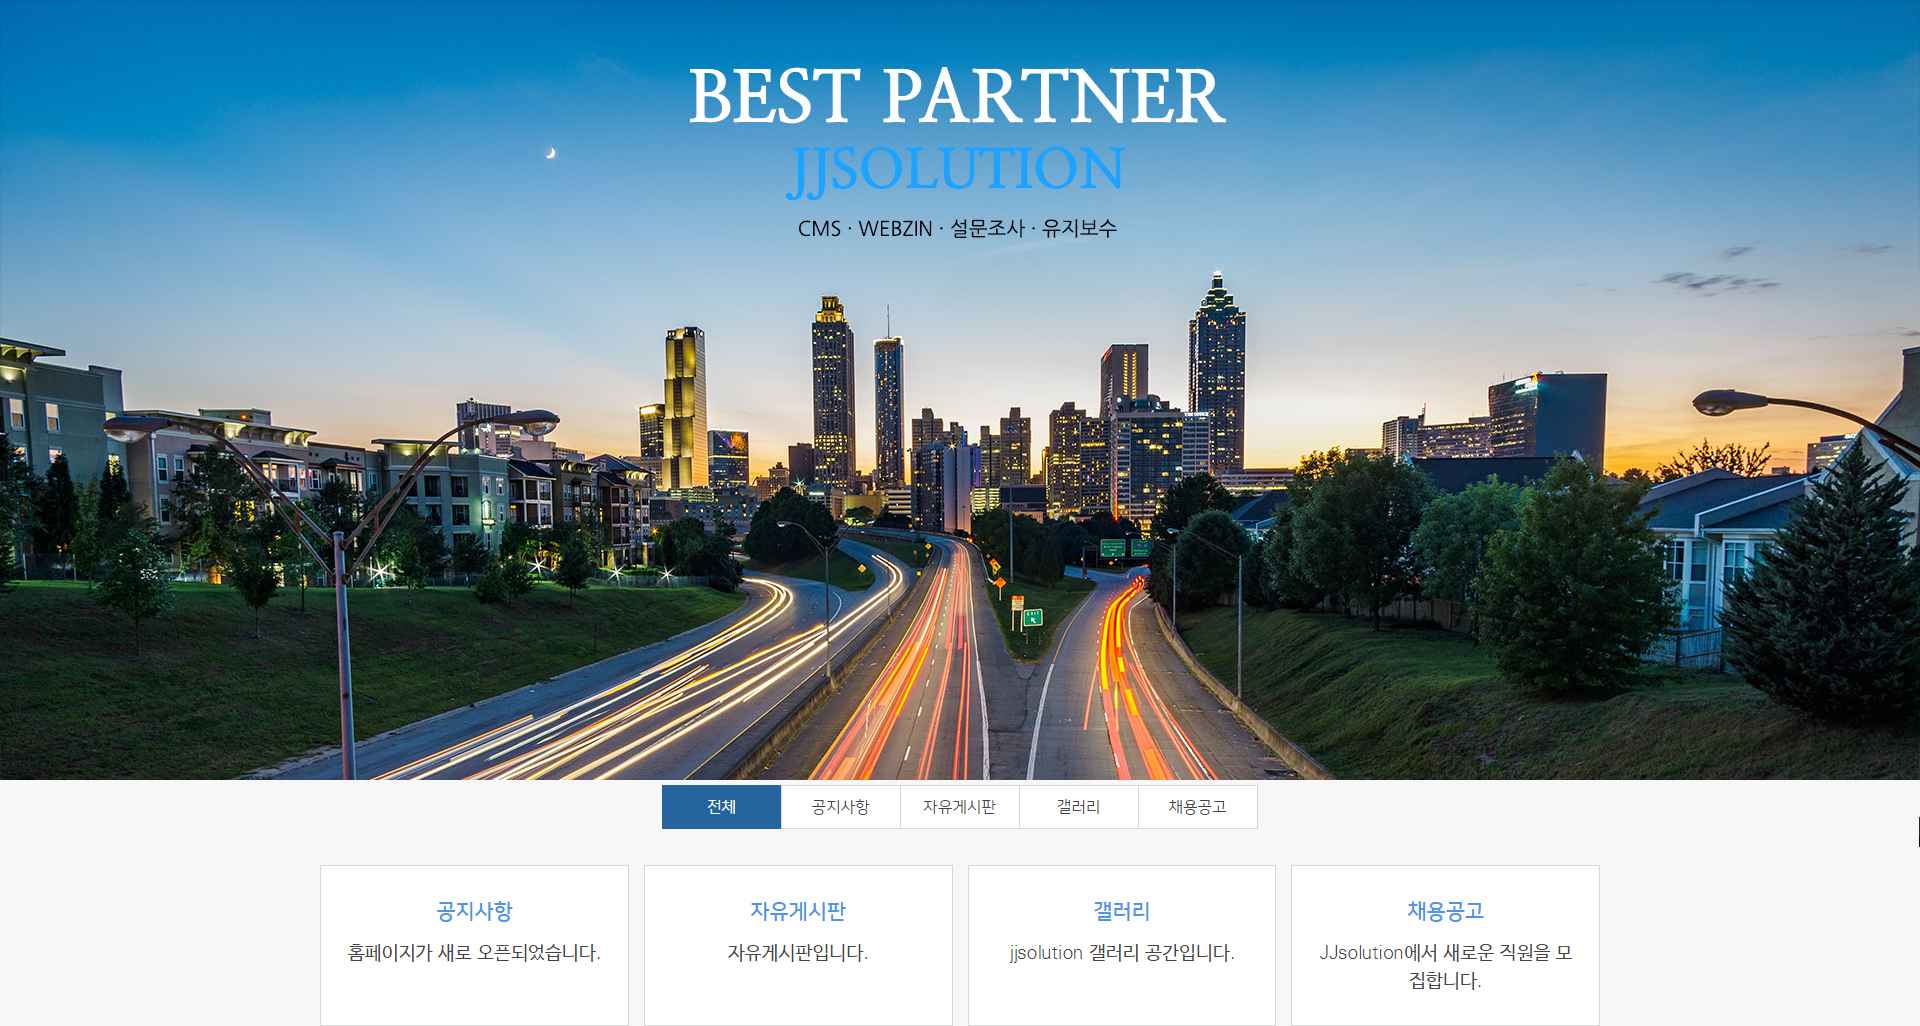 BEST PARTNER
JJSOLUTION
CMS · WEBZIN · 설문조사 · 유지보수
Exit
전체
공지사항
자유게시판
갤러리
채용공고
공지사항
홈페이지가 새로 오픈되었습니다.
자유게시판
자유게시판입니다.
갤러리
jjsolution 갤러리 공간입니다.
채용공고
JJsolution에서 새로운 직원을 모
집합니다.